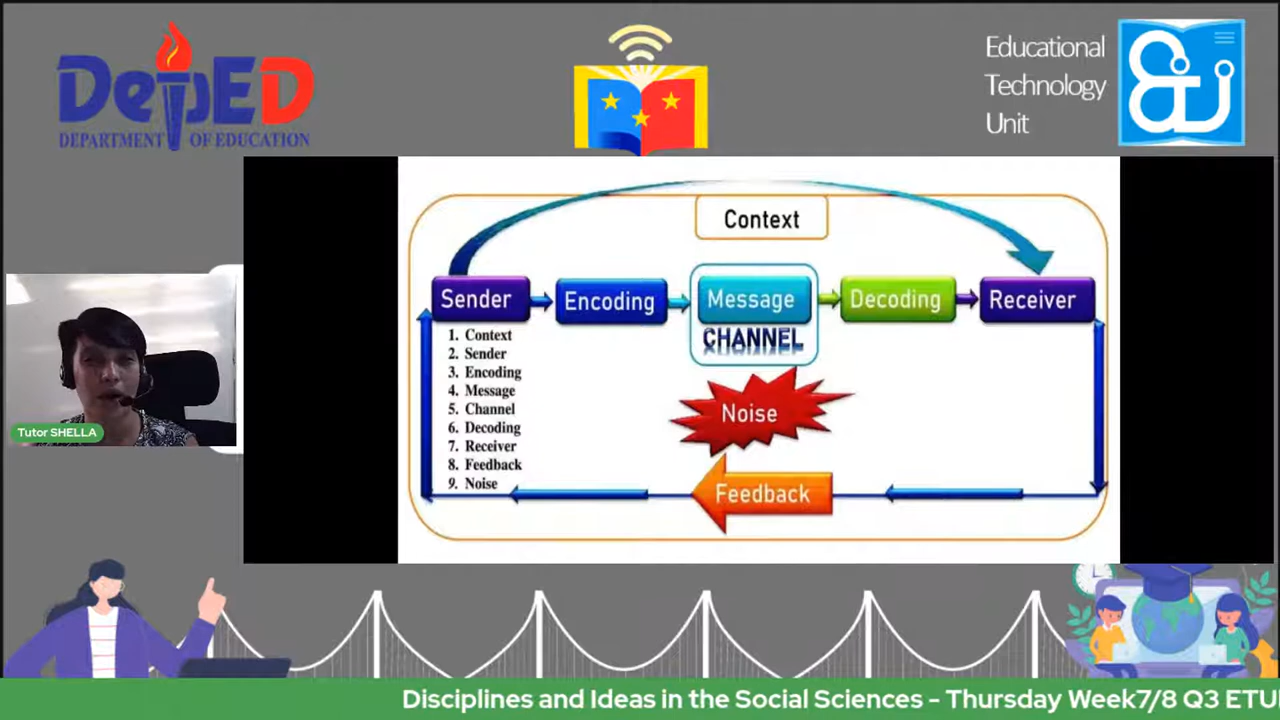 DepED
DEPARTMENT OF EDUCATION
Educational
Technology
Unit
Context
Sender
Encoding
Message
Decoding
Receiver
CHANNEL
1. Context
2. Sender
3. Encoding
4. Message
5. Channel
6. Decoding
7. Receiver
8. Feedback
9. Noise
Noise
Feedback
Tutor SHELLA
Disciplines and Ideas in the Social Sciences - Thursday Week7/8 Q3 ETU